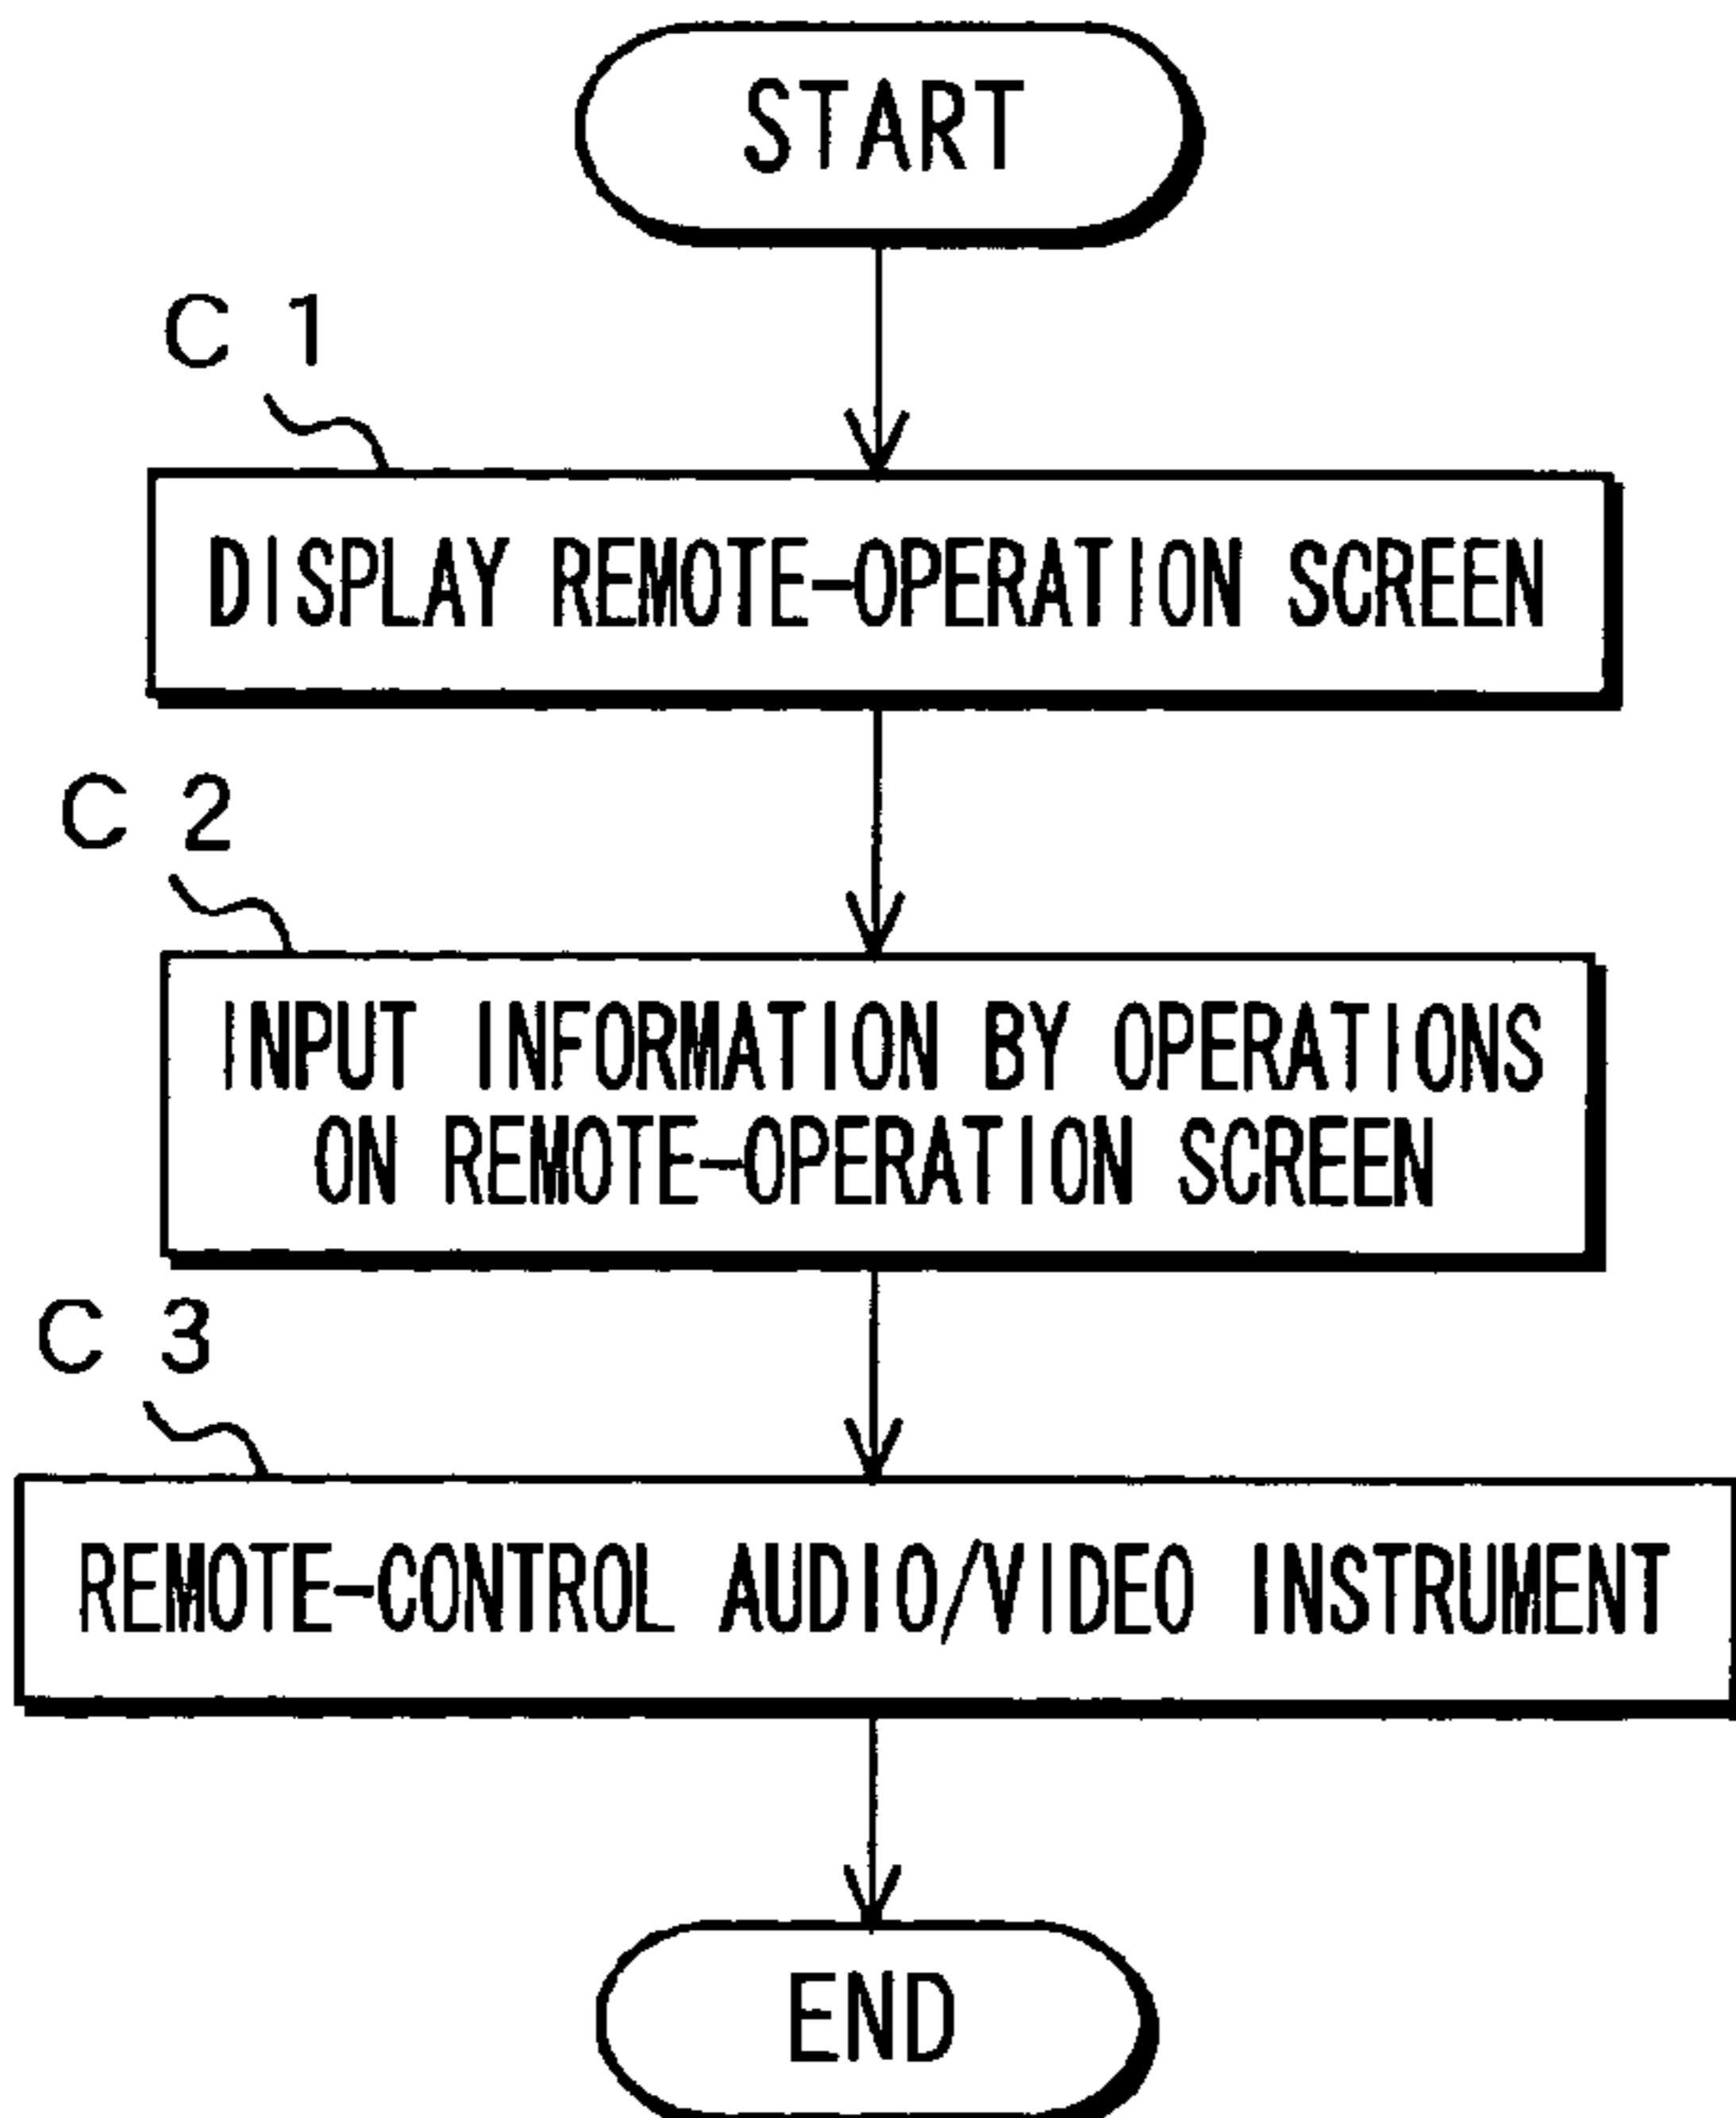 START
C 1
DISPLAY REMOTE-OPERATION SCREEN
C 2
INPUT INFORMATION BY OPERATIONS
ON REMOTE-OPERATION SCREEN
C 3
REMOTE-CONTROL AUDIO/VIDEO INSTRUMENT
END